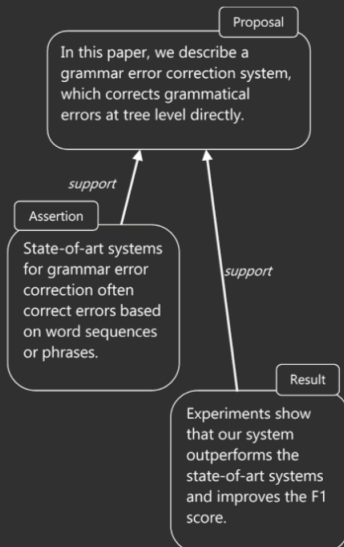 Proposal
In this paper, we describe a
grammar error correction system,
which corrects grammatical
errors at tree level directly.
support
Assertion
State-of-art systems
for grammar error
correction often
correct errors based
on word sequences
or phrases.
support
Result
Experiments show
that our system
outperforms the
state-of-art systems
and improves the F1
score.